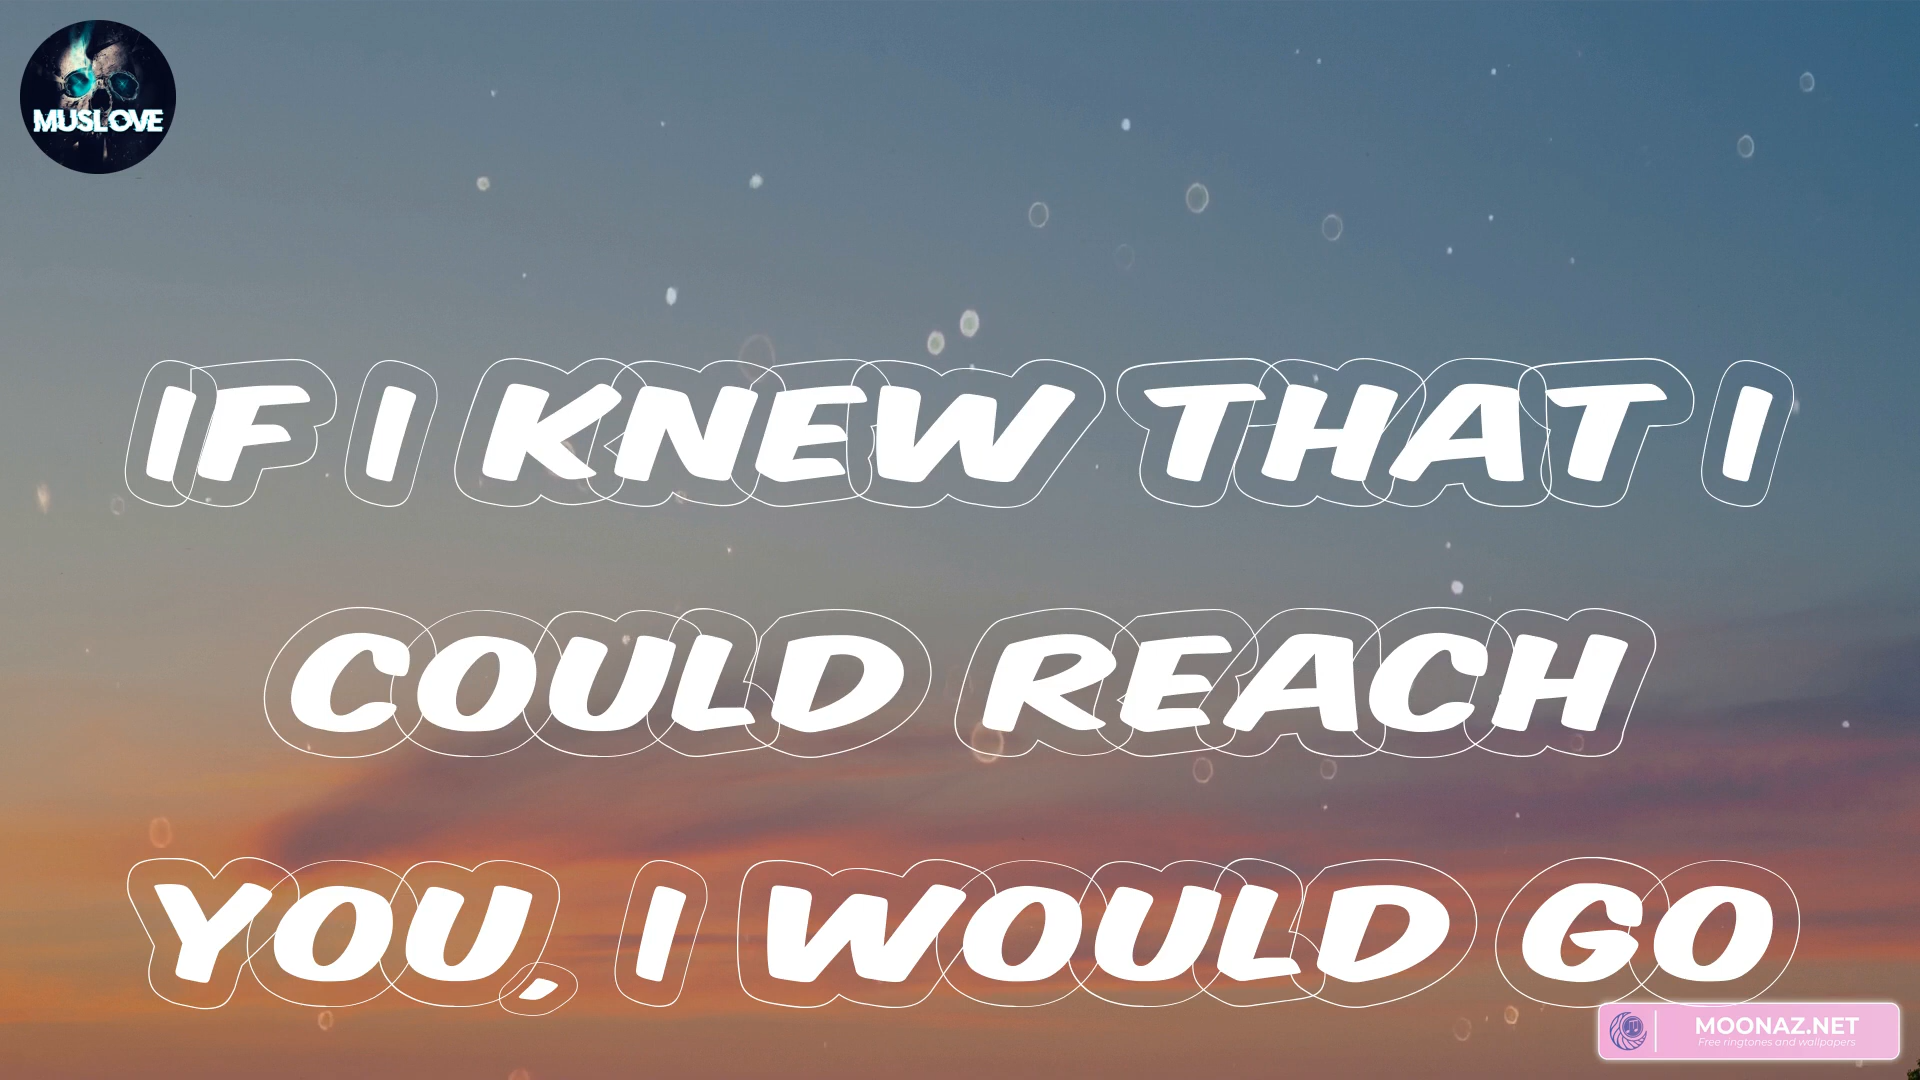 MUSLOVE
IF I KNEW THAT I
COULD REACH
YOU, I WOULD GO
MOONAZ.NET
Free ringtones and wallpapers